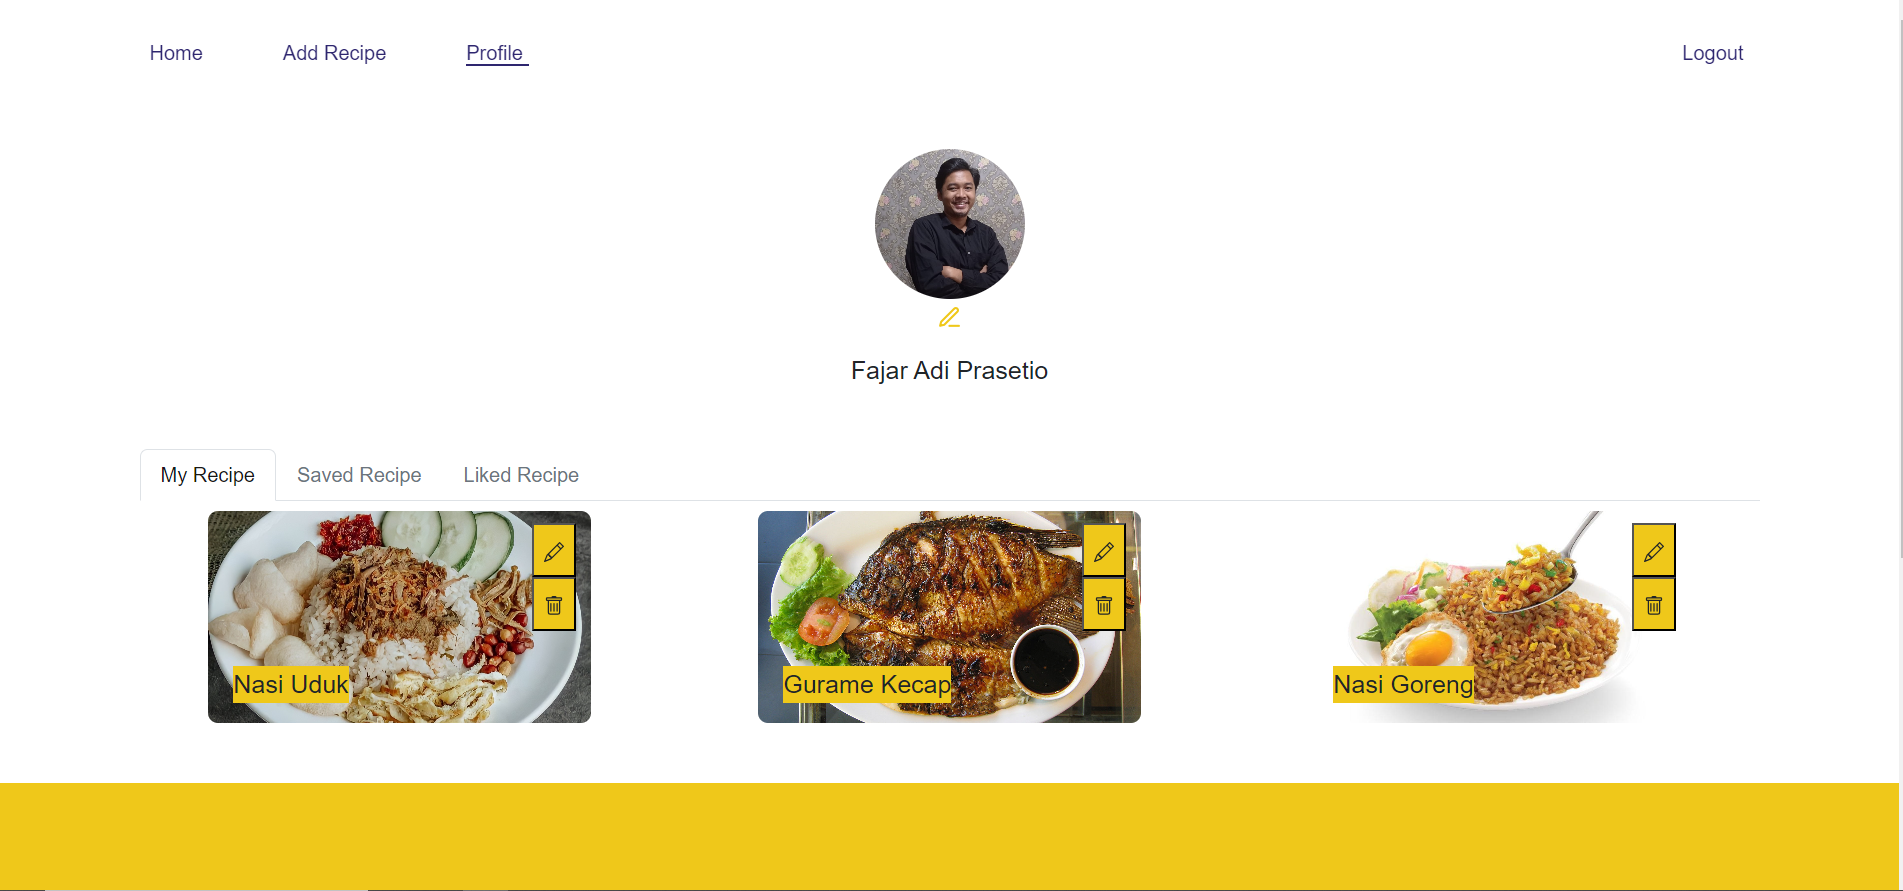 Home Add Recipe Profile Logout
Fajar Adi Prasetio
My Recipe Saved Recipe Liked Recipe
Nasi Uduk Gurame Kecap Nasi Goreng